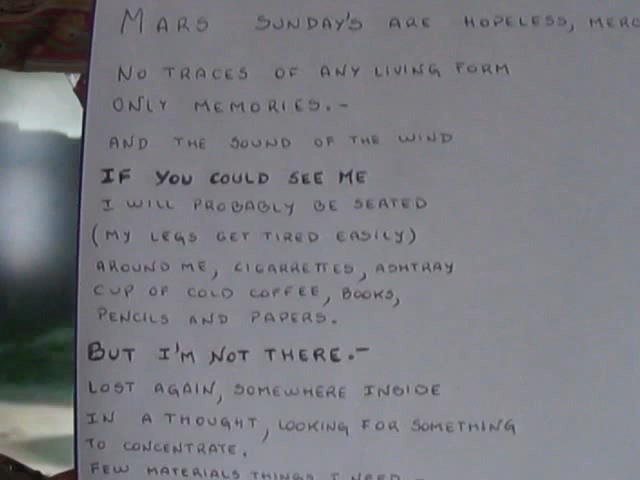 MARS SUNDAY'S ARE HOPELESS,
NO TRACES OF ANY LIVING FORM
ONLY MEMORIES.-
AND THE SOUND OF THE WIND
IF YOU COULD SEE ME
I WILL PROBABLY BE SEATED
(MY LEGS GET TIRED EASILY)
AROUND ME, CIGARRETTES, ASHTRAY
CUP OF COLD COFFEE, BOOKS,
PENCILS AND PAPERS.
BUT I'M NOT THERE.-
LOST AGAIN, SOMEWHERE INSIDE
IN A THOUGHT, LOOKING FOR SOMETHING
TO CONCENTRATE.
FEW MATERIALS THINGS I NEED.-